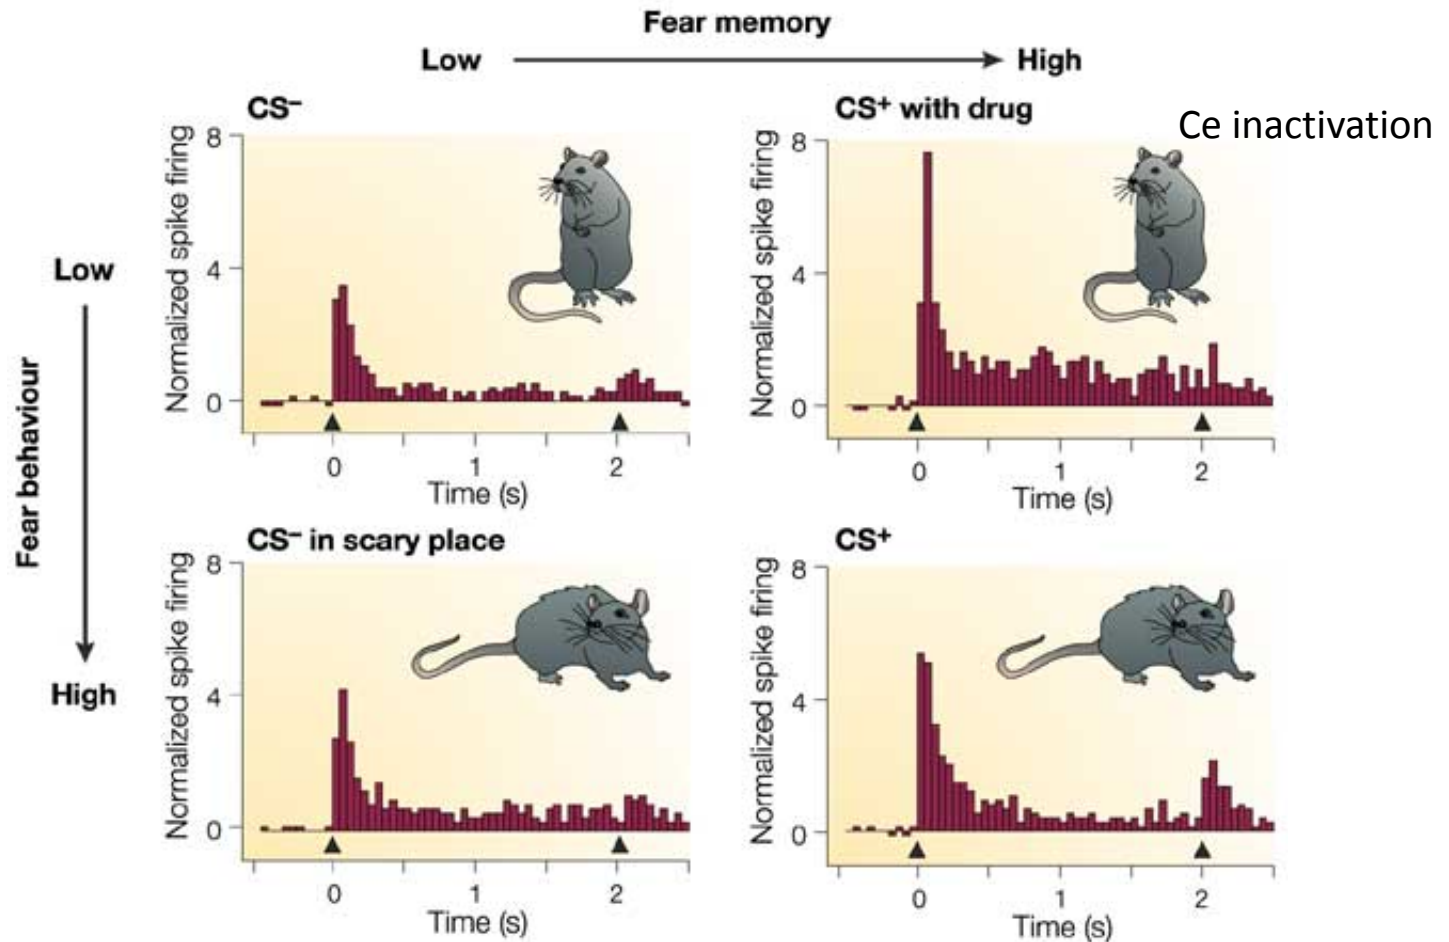 Fear memory
Low High
CS– CS+ with drug Ce inactivation
Normalized spike firing
8
4
0
0 1 2
Time (s)
Normalized spike firing
8
4
0
0 1 2
Time (s)
Fear behaviour
Low
High
CS– in scary place
Normalized spike firing
8
4
0
0 1 2
Time (s)
CS+
Normalized spike firing
8
4
0
0 1 2
Time (s)